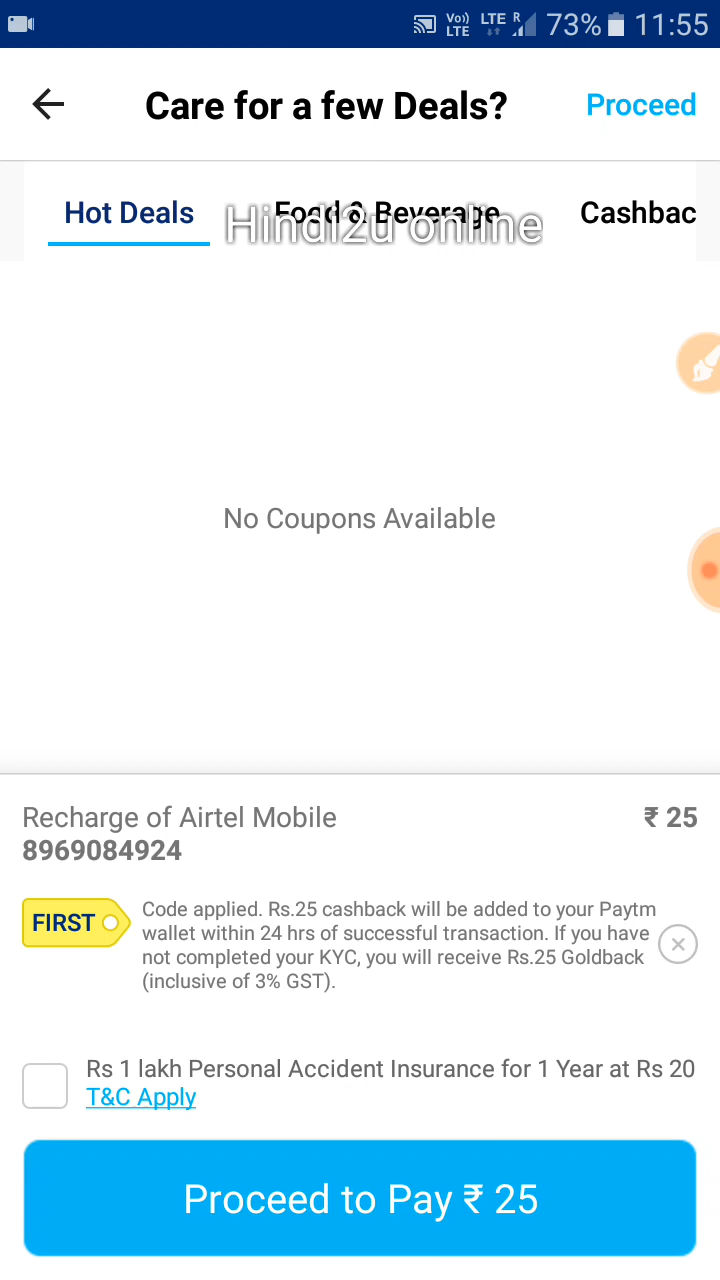 Vo)) LTE LTE R 73% 11:55
Care for a few Deals? Proceed
Hot Deals Food & Beverage Cashbac
Hindi2u online
No Coupons Available
Recharge of Airtel Mobile ₹ 25
8969084924
FIRST Code applied. Rs.25 cashback will be added to your Paytm
wallet within 24 hrs of successful transaction. If you have
not completed your KYC, you will receive Rs.25 Goldback
(inclusive of 3% GST).
Rs 1 lakh Personal Accident Insurance for 1 Year at Rs 20
T&C Apply
Proceed to Pay ₹ 25